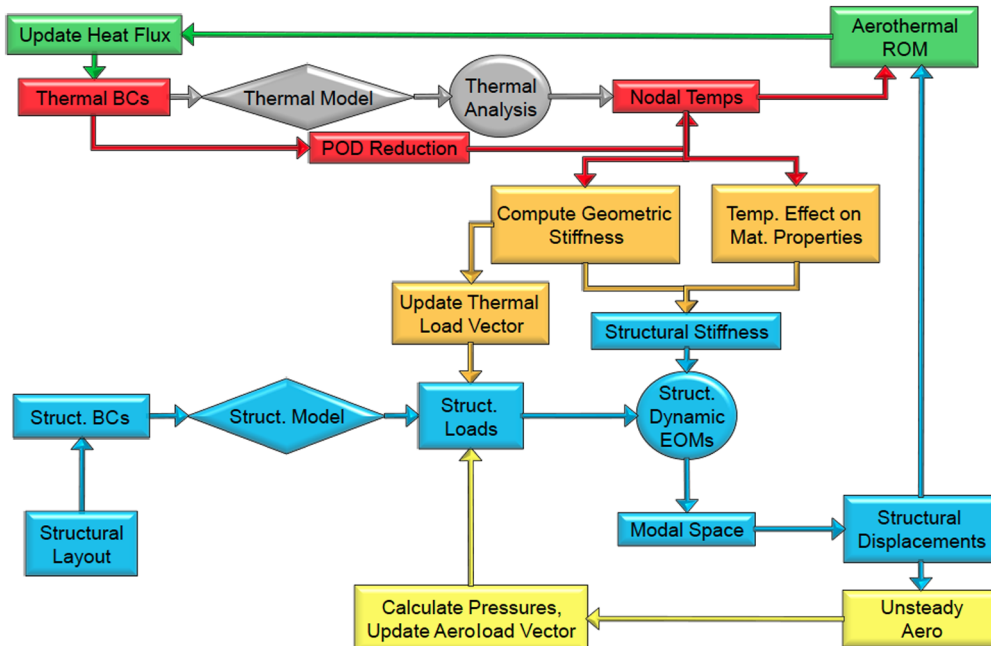 Update Heat Flux
Aerothermal
ROM
Thermal BCs
Thermal Model
Thermal
Analysis
Nodal Temps
POD Reduction
Compute Geometric
Stiffness
Temp. Effect on
Mat. Properties
Update Thermal
Load Vector
Structural Stiffness
Struct. BCs
Struct. Model
Struct.
Loads
Struct.
Dynamic
EOMs
Structural
Layout
Modal Space
Structural
Displacements
Calculate Pressures,
Update Aeroload Vector
Unsteady
Aero